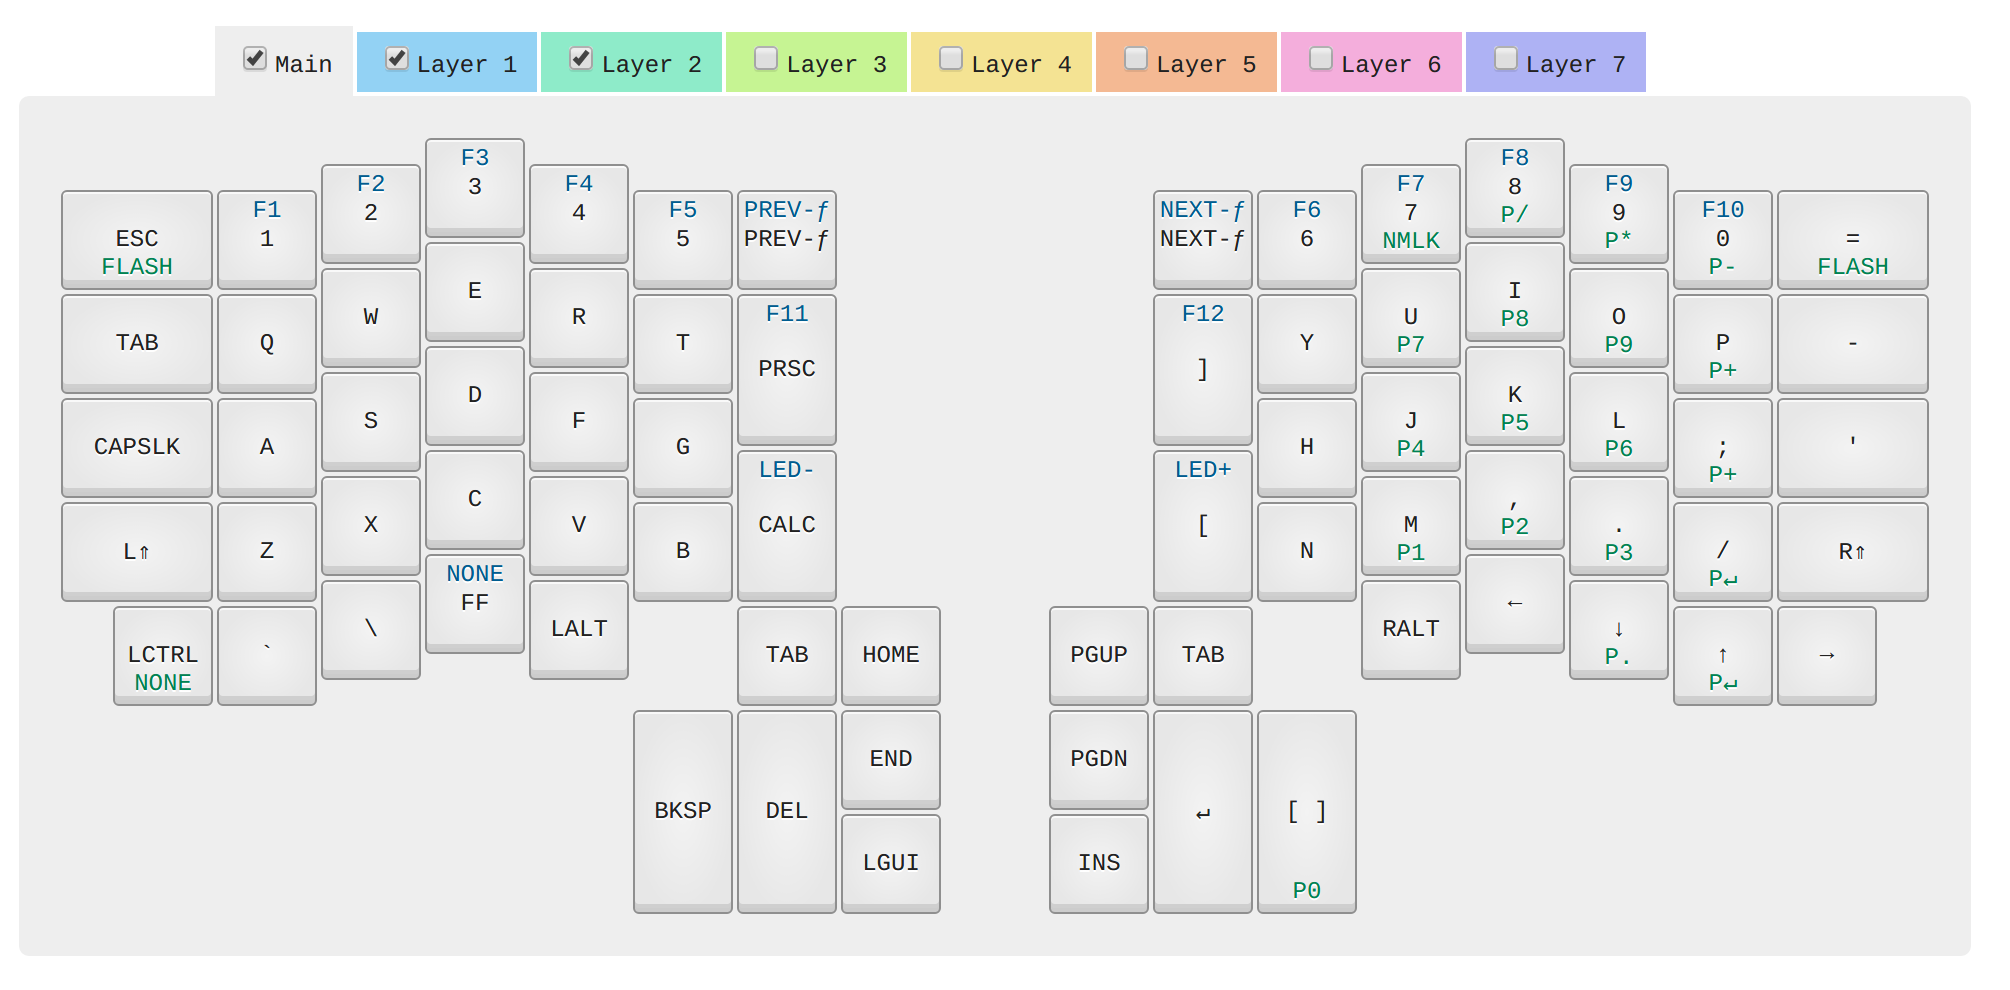 Main Layer 1 Layer 2 Layer 3 Layer 4 Layer 5 Layer 6 Layer 7
ESC
FLASH
F1
1
F2
2
F3
3
F4
4
F5
5
PREV-ƒ
PREV-ƒ
NEXT-ƒ
NEXT-ƒ
F6
6
F7
7
NMLK
F8
8
P/
F9
9
P*
F10
0
P-
=
FLASH
TAB
Q
W
E
R
T
F11
PRSC
F12
]
Y
U
P7
I
P8
O
P9
P
P+
-
CAPSLK
A
S
D
F
G
H
J
P4
K
P5
L
P6
;
P+
'
L⇑
Z
X
C
V
B
LED-
CALC
LED+
[
N
M
P1
,
P2
.
P3
/
P↵
R⇑
LCTRL
NONE
`
\
NONE
FF
LALT
TAB
HOME
PGUP
TAB
RALT
←
↓
P.
↑
P↵
→
BKSP
DEL
END
LGUI
PGDN
INS
↵
[ ]
P0